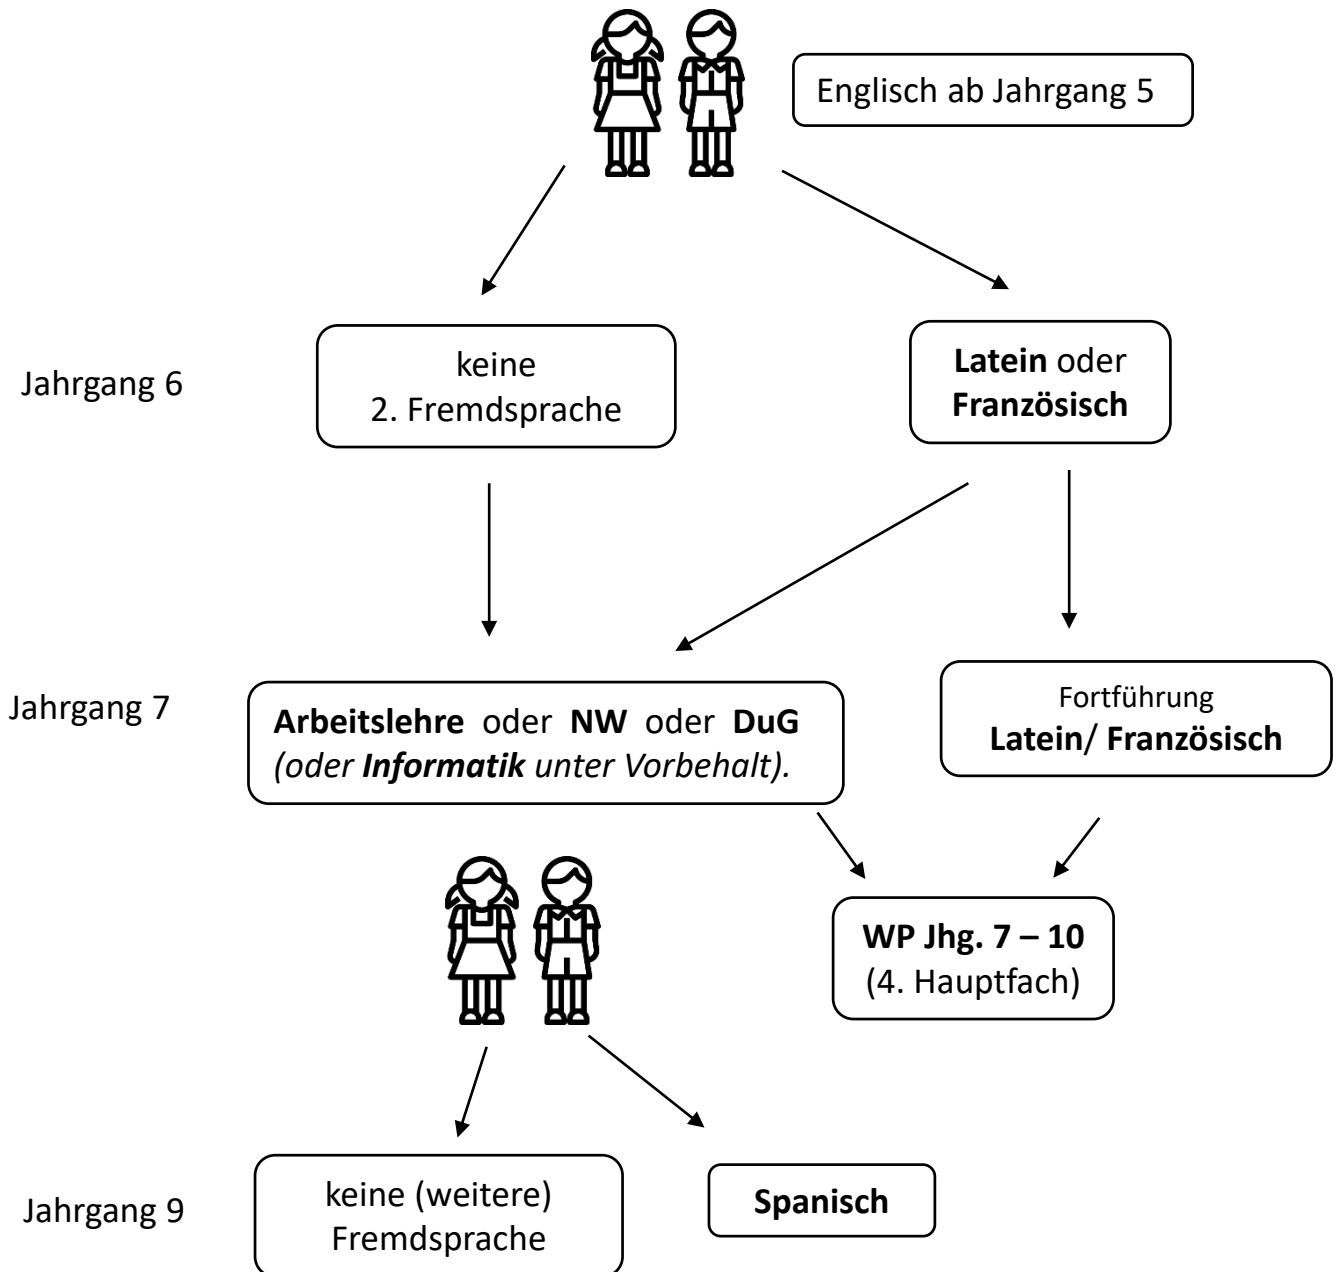 Englisch ab Jahrgang 5
Jahrgang 6
keine
2. Fremdsprache
Latein oder
Französisch
Jahrgang 7
Arbeitslehre oder NW oder DuG
(oder Informatik unter Vorbehalt).
Fortführung
Latein/ Französisch
WP Jhg. 7 – 10
(4. Hauptfach)
Jahrgang 9
keine (weitere)
Fremdsprache
Spanisch